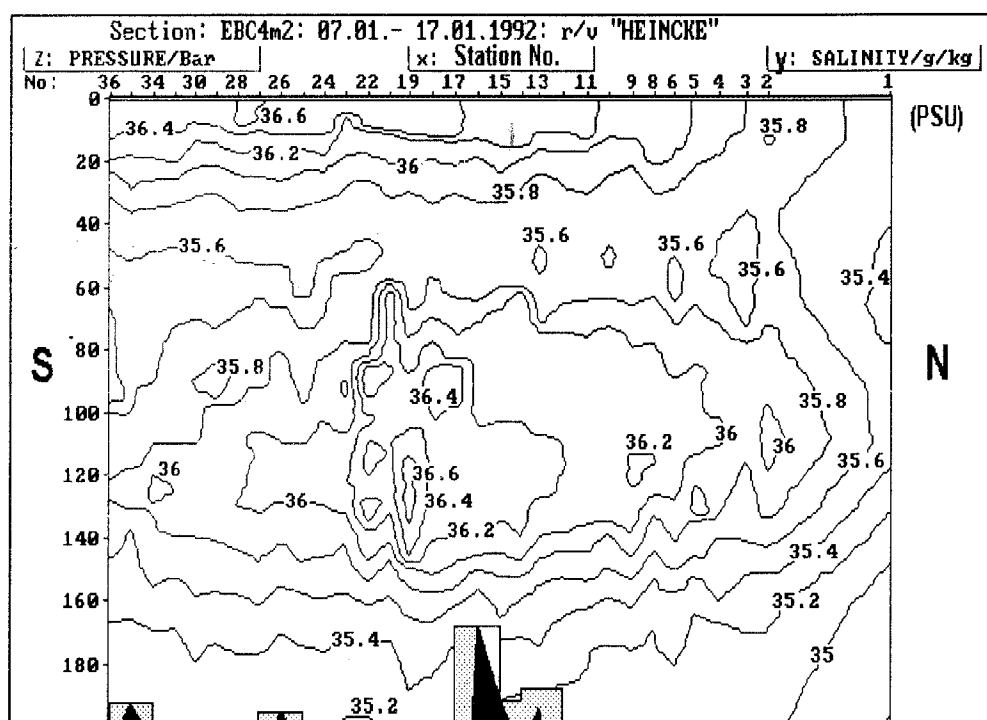 Section: EBC4m2: 07.01.- 17.01.1992: r/v "HEINCKE"
Z: PRESSURE/Bar x: Station No. y: SALINITY/g/kg
No: 36 34 30 28 26 24 22 19 17 15 13 11 9 8 6 5 4 3 2 1
0 36.6 35.8 (PSU)
36.4
36.2 36
20
35.8
40
35.6 35.6 35.6 35.6 35.4
60
80
S 35.8 N
36.4 35.8
100
36 36.2 36 36
120 36.6 35.6
36 36.4
36.2
140 35.4
160 35.2
35.4 35
180
35.2